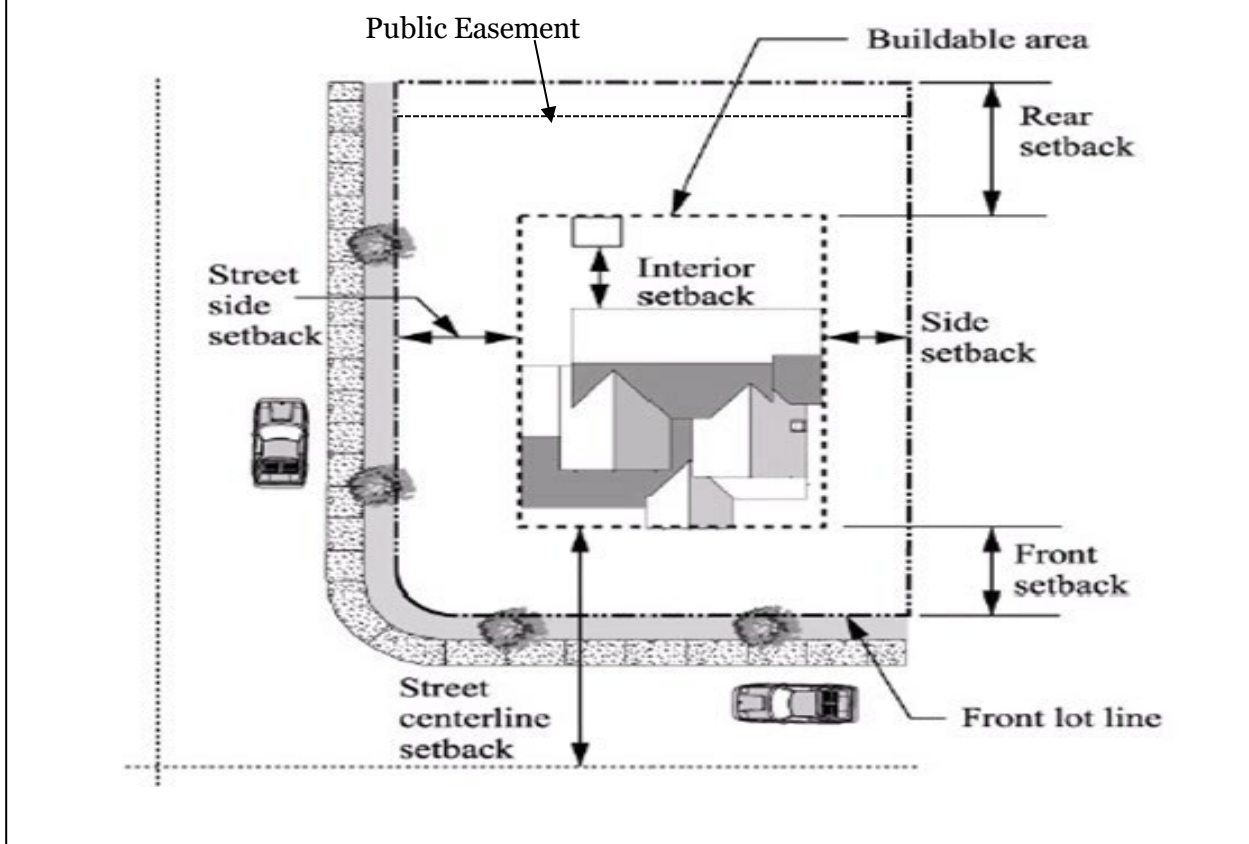 Public Easement
Buildable area
Rear
setback
Interior
setback
Street
side
setback
Side
setback
Front
setback
Street
centerline
setback
Front lot line